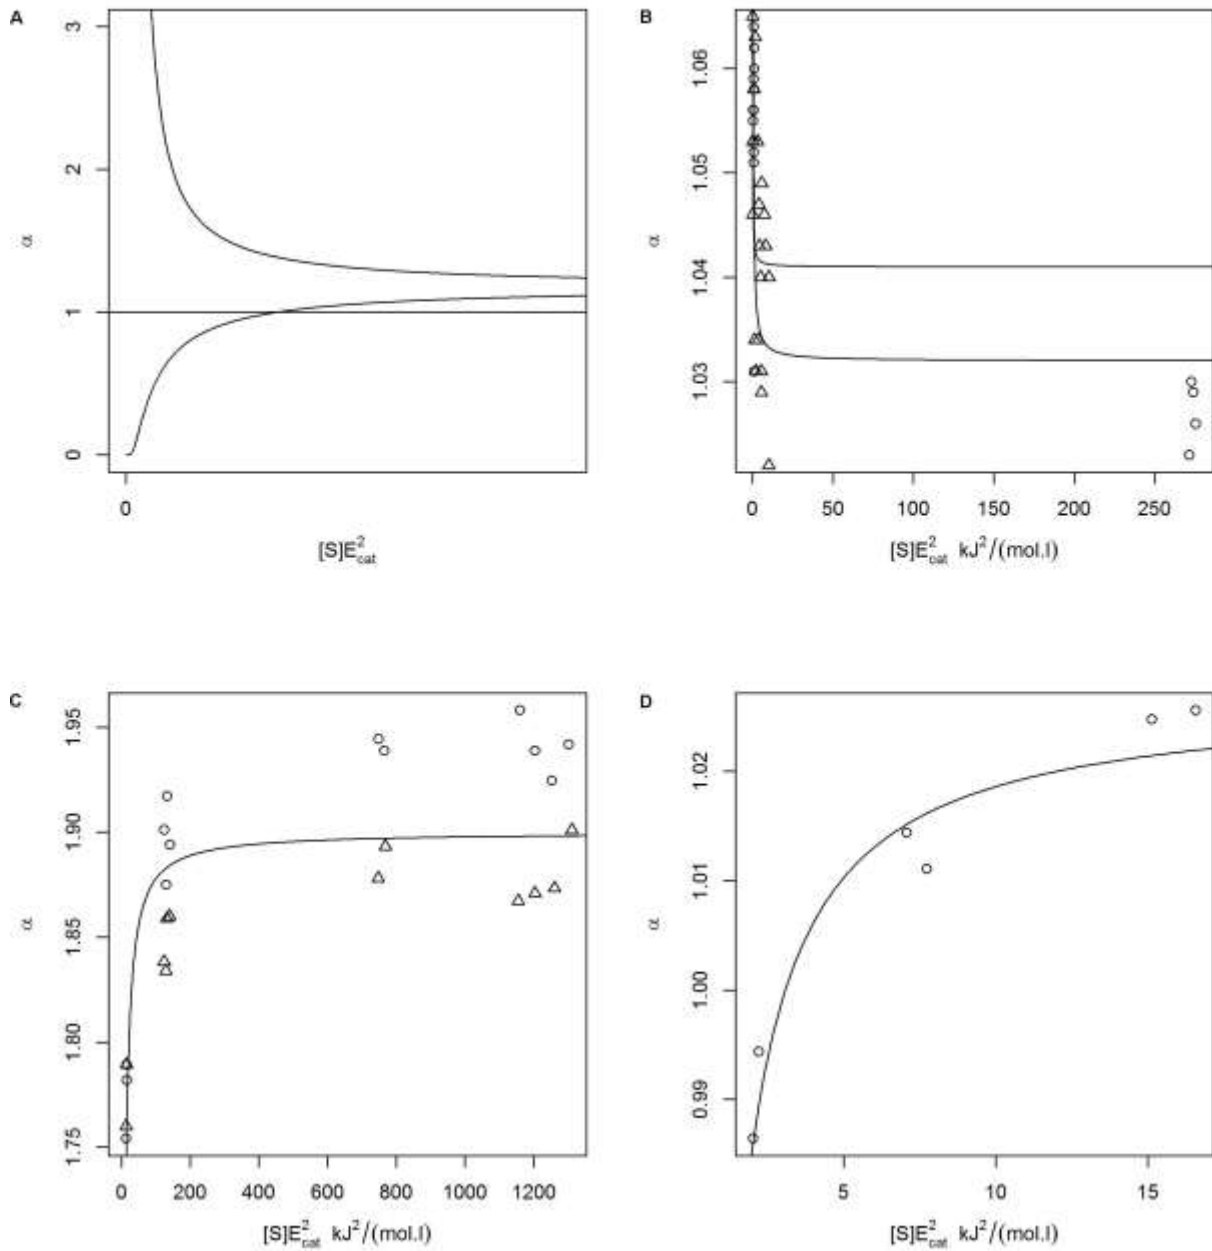 A
3
2
1
0
α
0
[S]E²cat
B
1.06
1.05
1.04
1.03
α
0 50 100 150 200 250
[S]E²cat kJ²/(mol.l)
C
1.95
1.90
1.85
1.80
1.75
α
0 200 400 600 800 1000 1200
[S]E²cat kJ²/(mol.l)
D
1.02
1.01
1.00
0.99
α
5 10 15
[S]E²cat kJ²/(mol.l)